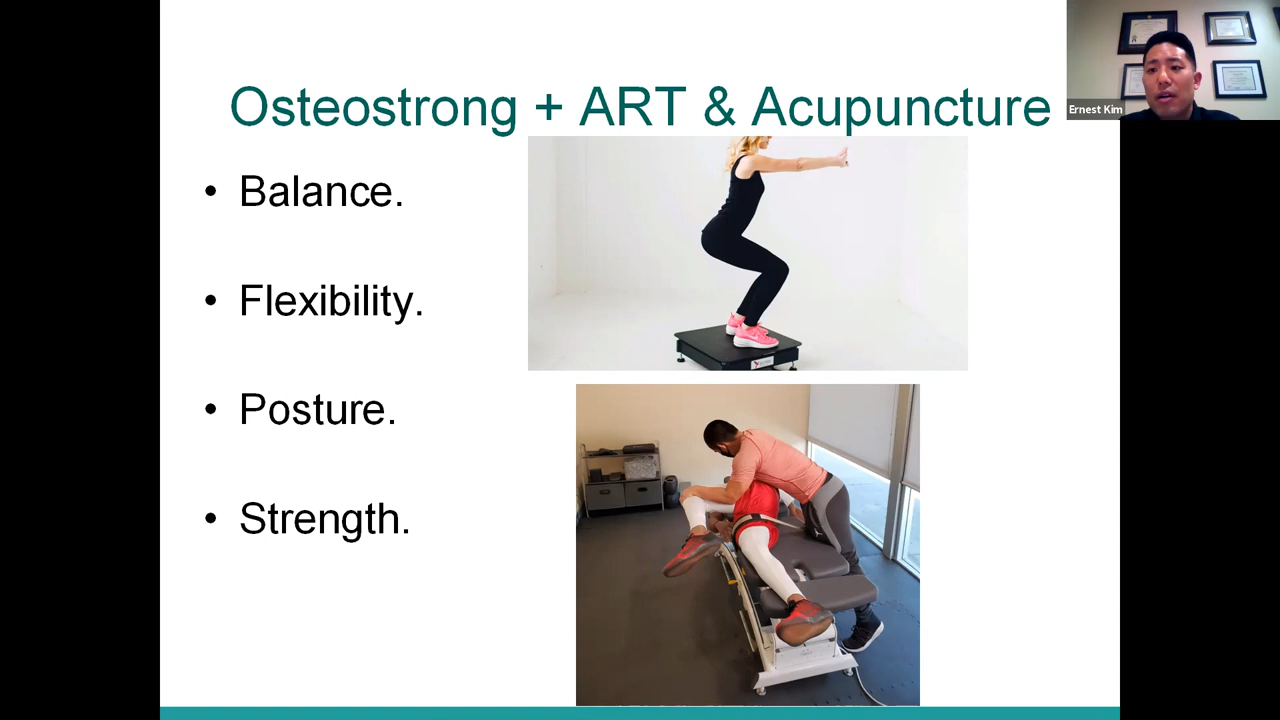 Osteostrong + ART & Acupuncture
Ernest Kim
• Balance.
• Flexibility.
• Posture.
• Strength.